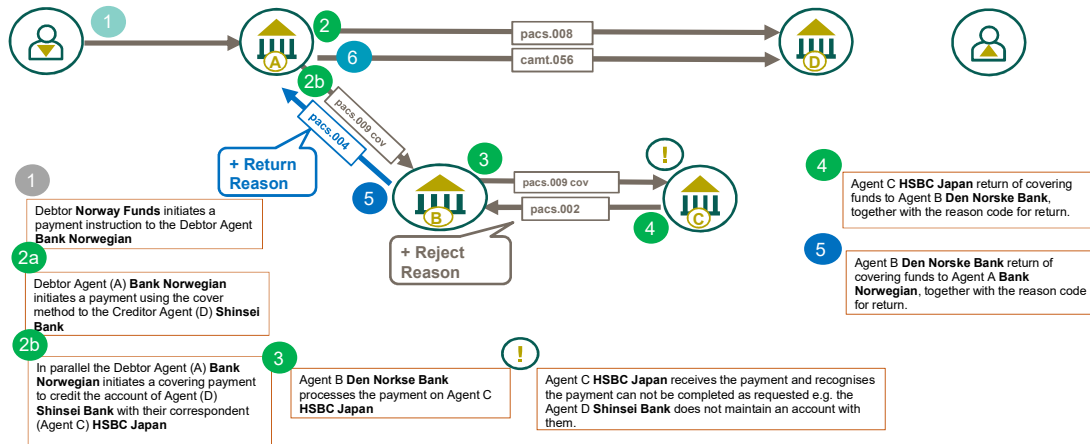 1
2
pacs.008
6
camt.056
A
D
2b
pacs.009 cov
pacs.004
+ Return
Reason
5
B
3
pacs.009 cov
!
pacs.002
C
4
+ Reject
Reason
1
Debtor Norway Funds initiates a
payment instruction to the Debtor Agent
Bank Norwegian
2a
Debtor Agent (A) Bank Norwegian
initiates a payment using the cover
method to the Creditor Agent (D) Shinsei
Bank
2b
In parallel the Debtor Agent (A) Bank
Norwegian initiates a covering payment
to credit the account of Agent (D)
Shinsei Bank with their correspondent
(Agent C) HSBC Japan
3
Agent B Den Norkse Bank
processes the payment on Agent C
HSBC Japan
!
Agent C HSBC Japan receives the payment and recognises
the payment can not be completed as requested e.g. the
Agent D Shinsei Bank does not maintain an account with
them.
4
Agent C HSBC Japan return of covering
funds to Agent B Den Norske Bank,
together with the reason code for return.
5
Agent B Den Norske Bank return of
covering funds to Agent A Bank
Norwegian, together with the reason code
for return.